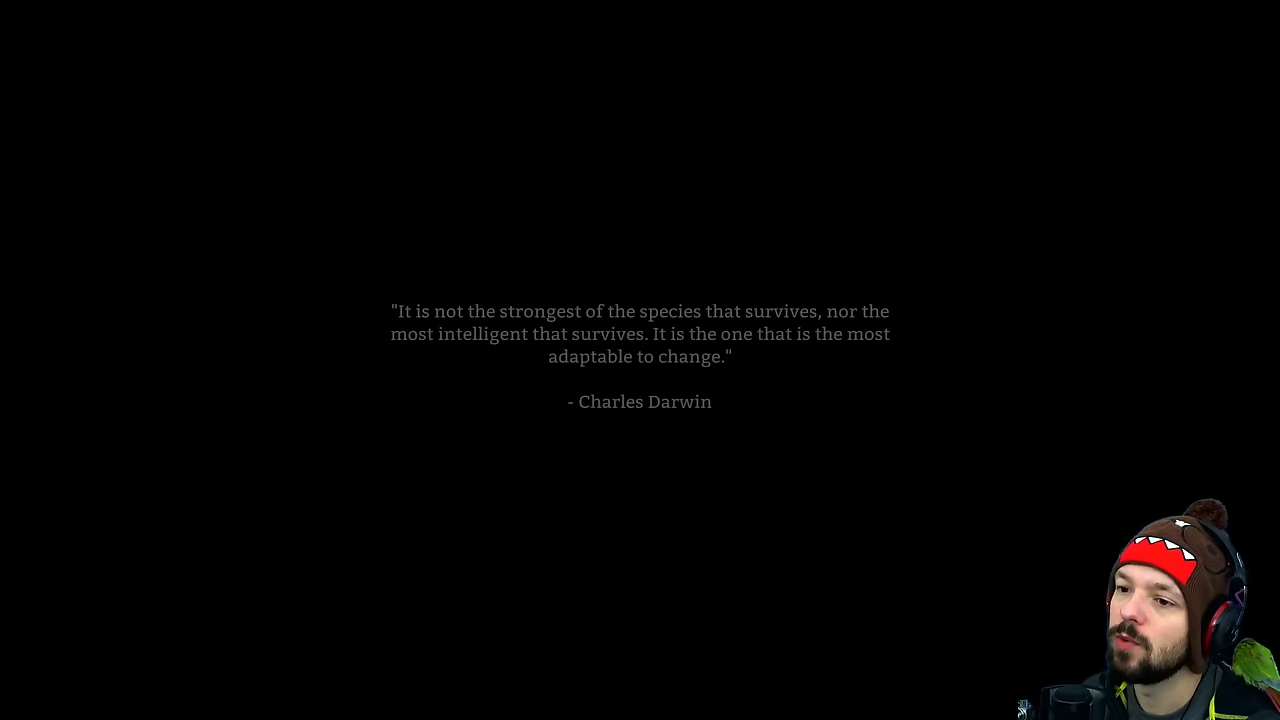 "It is not the strongest of the species that survives, nor the
most intelligent that survives. It is the one that is the most
adaptable to change."
- Charles Darwin